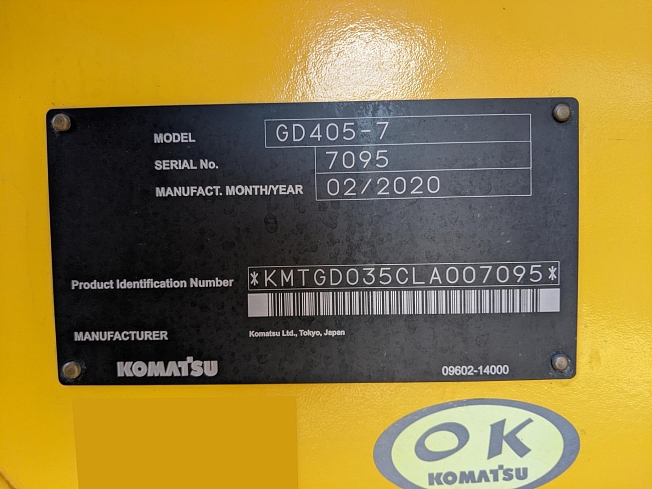 MODEL GD405-7
SERIAL No. 7095
MANUFACT. MONTH/YEAR 02/2020
Product Identification Number *KMTGD035CLA007095*
MANUFACTURER Komatsu Ltd., Tokyo, Japan
KOMATSU 09602-14000
OK
KOMATSU